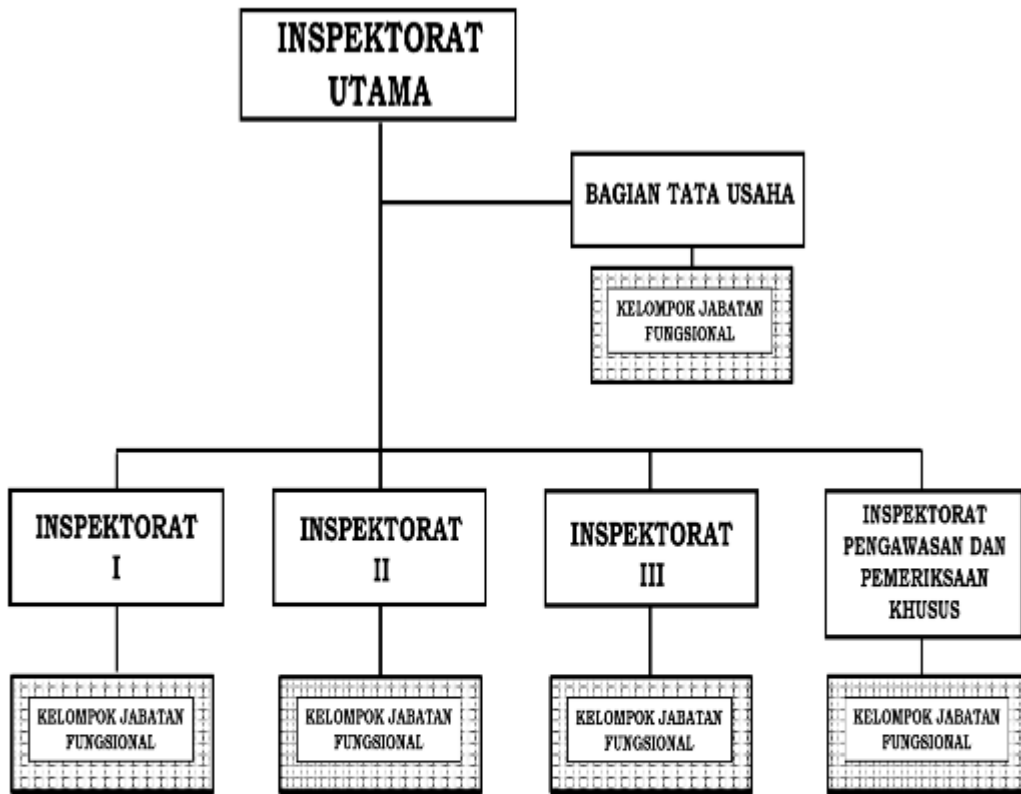 INSPEKTORAT
UTAMA
BAGIAN TATA USAHA
KELOMPOK JABATAN
FUNGSIONAL
INSPEKTORAT
I
INSPEKTORAT
II
INSPEKTORAT
III
INSPEKTORAT
PENGAWASAN DAN
PEMERIKSAAN
KHUSUS
KELOMPOK JABATAN
FUNGSIONAL
KELOMPOK JABATAN
FUNGSIONAL
KELOMPOK JABATAN
FUNGSIONAL
KELOMPOK JABATAN
FUNGSIONAL